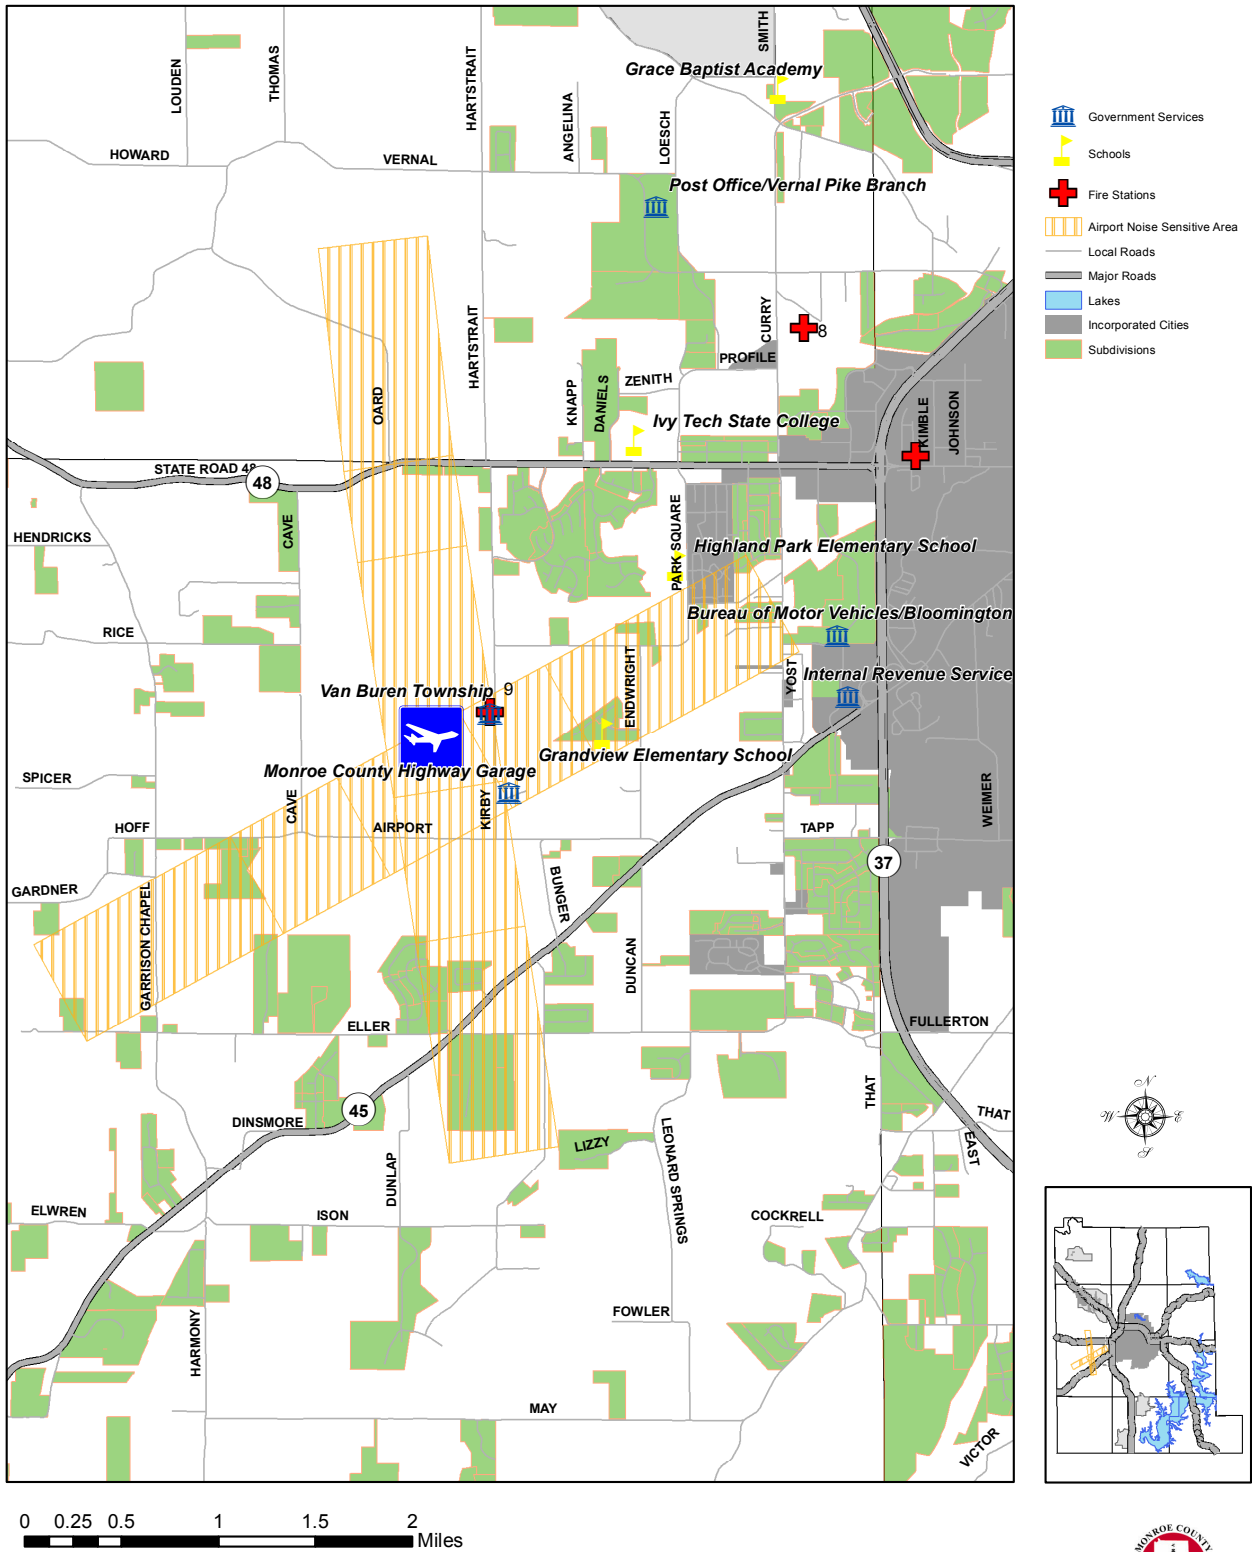 SMITH
THOMAS
LOUDEN
HARTSTRAIT
Grace Baptist Academy
ANGELINA
LOESCH
HOWARD
VERNAL
Post Office/Vernal Pike Branch
HARTSTRAIT
CURRY
8
PROFILE
OARD
KNAPP
DANIELS
ZENITH
KIMBLE
JOHNSON
Ivy Tech State College
STATE ROAD 48
48
CAVE
PARK SQUARE
HENDRICKS
Highland Park Elementary School
Bureau of Motor Vehicles/Bloomington
RICE
ENDWRIGHT
YOST
Internal Revenue Service
Van Buren Township
9
Grandview Elementary School
Monroe County Highway Garage
SPICER
CAVE
KIRBY
WEIMER
HOFF
AIRPORT
TAPP
37
GARDNER
GARRISON CHAPEL
BUNGER
DUNCAN
ELLER
FULLERTON
THAT
45
DINSMORE
THAT
EAST
LIZZY
LEONARD SPRINGS
DUNLAP
ELWREN
ISON
COCKRELL
FOWLER
HARMONY
MAY
VICTOR
Government Services
Schools
Fire Stations
Airport Noise Sensitive Area
Local Roads
Major Roads
Lakes
Incorporated Cities
Subdivisions
N
W
E
S
0 0.25 0.5 1 1.5 2
Miles
MONROE COUNTY